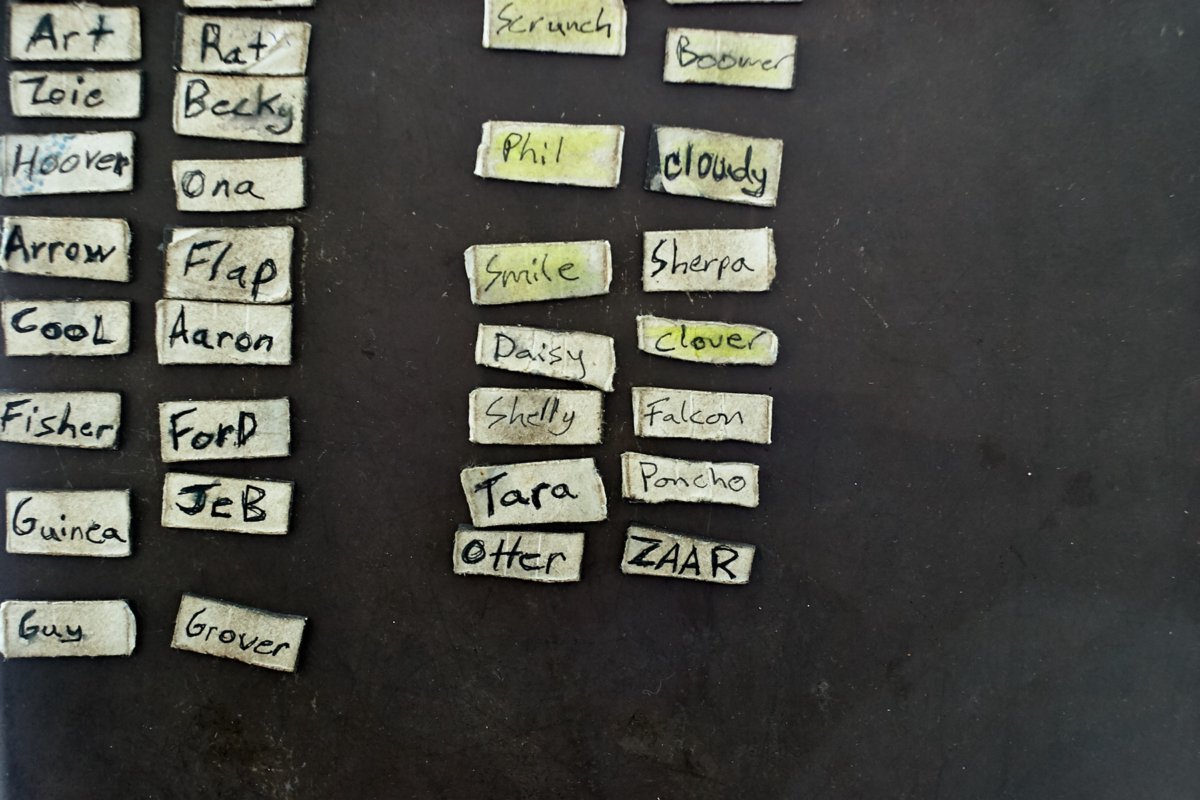 Art
Zoie
Hoover
Arrow
CooL
Fisher
Guinea
Guy
Rat
Becky
Ona
Flap
Aaron
ForD
JeB
Grover
Scrunch
Phil
Smile
Daisy
Shelly
Tara
Otter
Boomer
cloudy
Sherpa
clover
Falcon
Poncho
ZAAR